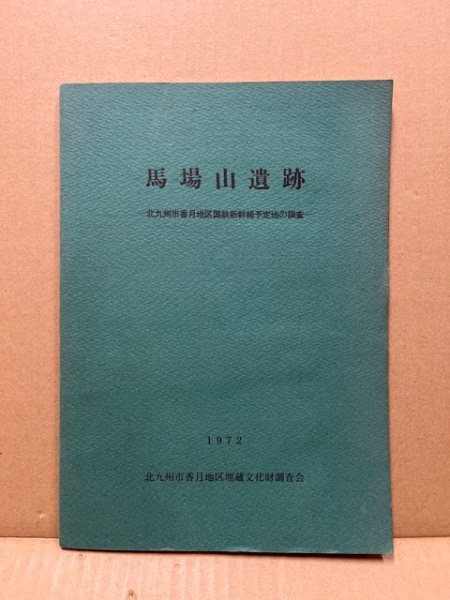 馬場山遺跡
北九州市香月地区国鉄新幹線予定地の調査
1972
北九州市香月地区埋蔵文化財調査会